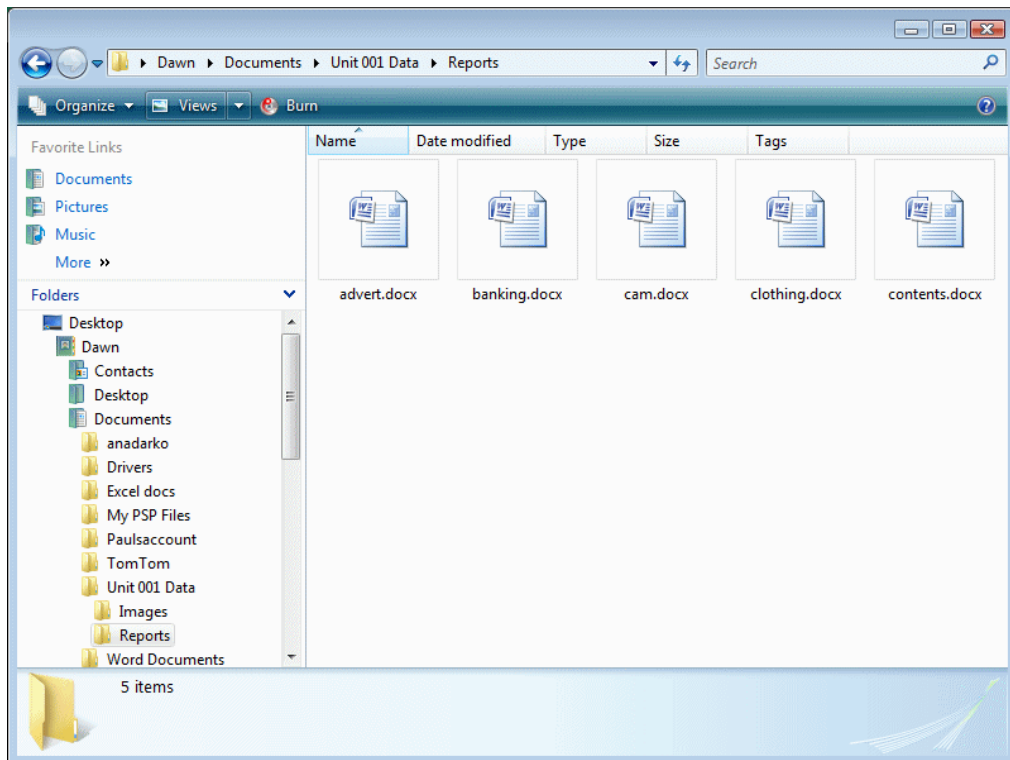 Dawn Documents Unit 001 Data Reports Search
Organize Views Burn
Favorite Links
Documents
Pictures
Music
More »
Folders
Desktop
Dawn
Contacts
Desktop
Documents
anadarko
Drivers
Excel docs
My PSP Files
Paulsaccount
TomTom
Unit 001 Data
Images
Reports
Word Documents
Name Date modified Type Size Tags
advert.docx banking.docx cam.docx clothing.docx contents.docx
5 items